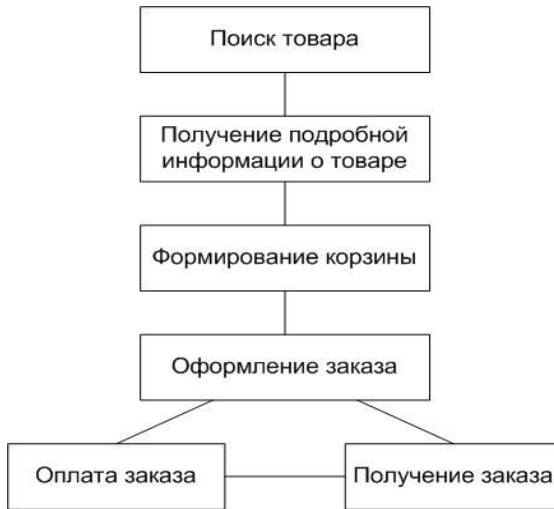 Поиск товара
Получение подробной
информации о товаре
Формирование корзины
Оформление заказа
Оплата заказа
Получение заказа